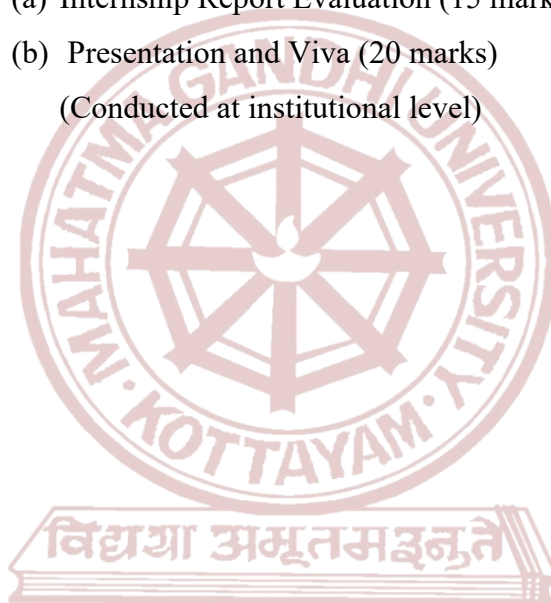 (a) Internship Report Evaluation (15 mark
(b) Presentation and Viva (20 marks)
(Conducted at institutional level)
MAHATMA GANDHI UNIVERSITY
KOTTAYAM
विद्यया अमृतमश्नुते